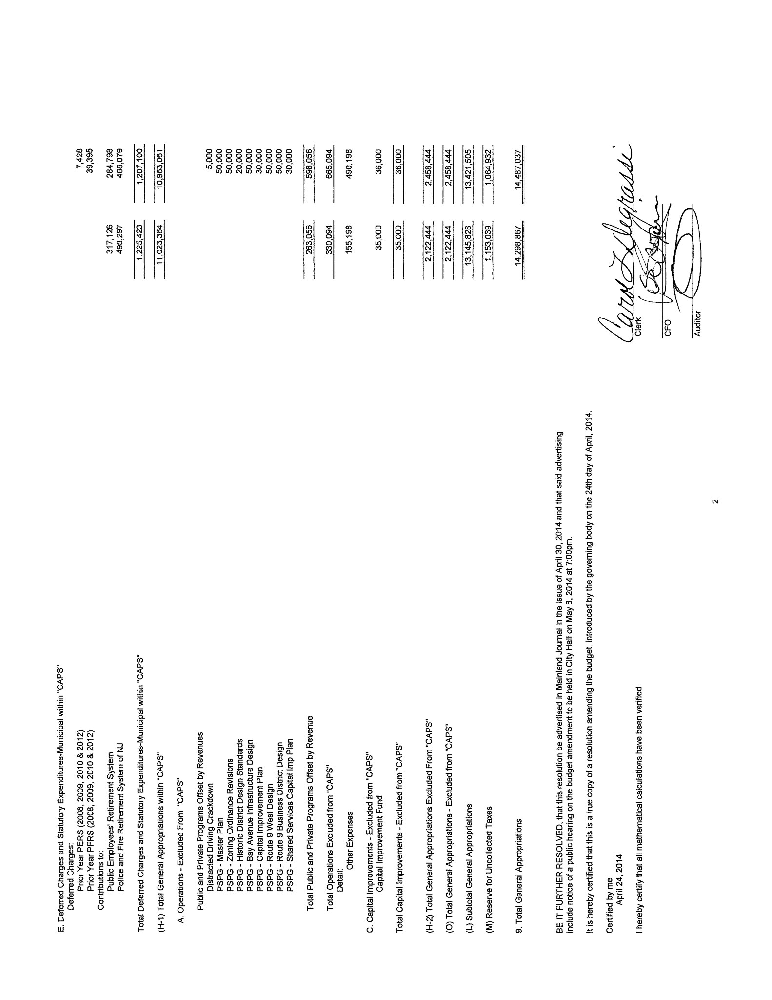 E. Deferred Charges and Statutory Expenditures-Municipal within "CAPS"
Deferred Charges:
Prior Year PERS (2008, 2009, 2010 & 2012) 7,428
Prior Year PFRS (2008, 2009, 2010 & 2012) 39,395
Contributions to:
Public Employees' Retirement System 317,126 284,798
Police and Fire Retirement System of NJ 498,297 466,079
Total Deferred Charges and Statutory Expenditures-Municipal within "CAPS" 1,225,423 1,207,100
(H-1) Total General Appropriations within "CAPS" 11,023,384 10,963,061
A. Operations - Excluded From "CAPS"
Public and Private Programs Offset by Revenues
Distracted Driving Crackdown 5,000
PSPG - Master Plan 50,000
PSPG - Zoning Ordinance Revisions 50,000
PSPG - Historic District Design Standards 20,000
PSPG - Bay Avenue Infrastructure Design 50,000
PSPG - Capital Improvement Plan 30,000
PSPG - Route 9 West Design 50,000
PSPG - Route 9 Business District Design 50,000
PSPG - Shared Services Capital Imp Plan 30,000
Total Public and Private Programs Offset by Revenue 263,056 598,056
Total Operations Excluded from "CAPS" 330,094 665,094
Detail:
Other Expenses 155,198 490,198
C. Capital Improvements - Excluded from "CAPS"
Capital Improvement Fund 35,000 36,000
Total Capital Improvements - Excluded from "CAPS" 35,000 36,000
(H-2) Total General Appropriations Excluded From "CAPS" 2,122,444 2,458,444
(O) Total General Appropriations - Excluded from "CAPS" 2,122,444 2,458,444
(L) Subtotal General Appropriations 13,145,828 13,421,505
(M) Reserve for Uncollected Taxes 1,153,039 1,064,932
9. Total General Appropriations 14,298,867 14,487,037
BE IT FURTHER RESOLVED, that this resolution be advertised in Mainland Journal in the issue of April 30, 2014 and that said advertising
include notice of a public hearing on the budget amendment to be held in City Hall on May 8, 2014 at 7:00pm.
It is hereby certified that this is a true copy of a resolution amending the budget, introduced by the governing body on the 24th day of April, 2014.
Certified by me
April 24, 2014
Carol L Degrassi
Clerk
I hereby certify that all mathematical calculations have been verified
CFO
Auditor
2